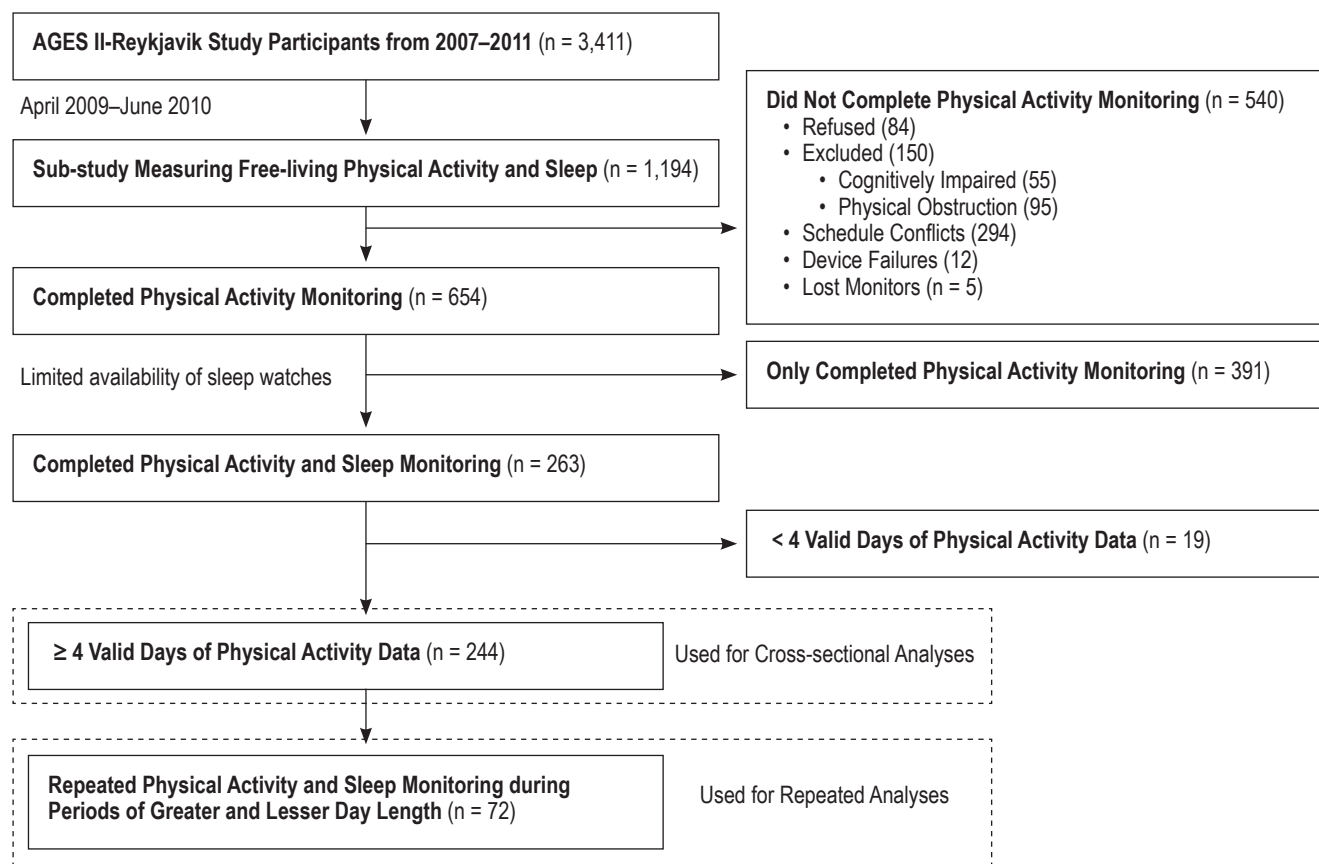 AGES II-Reykjavik Study Participants from 2007–2011 (n = 3,411)
April 2009–June 2010
Sub-study Measuring Free-living Physical Activity and Sleep (n = 1,194)
Did Not Complete Physical Activity Monitoring (n = 540)
• Refused (84)
• Excluded (150)
• Cognitively Impaired (55)
• Physical Obstruction (95)
• Schedule Conflicts (294)
• Device Failures (12)
• Lost Monitors (n = 5)
Completed Physical Activity Monitoring (n = 654)
Limited availability of sleep watches
Only Completed Physical Activity Monitoring (n = 391)
Completed Physical Activity and Sleep Monitoring (n = 263)
< 4 Valid Days of Physical Activity Data (n = 19)
≥ 4 Valid Days of Physical Activity Data (n = 244)
Used for Cross-sectional Analyses
Repeated Physical Activity and Sleep Monitoring during
Periods of Greater and Lesser Day Length (n = 72)
Used for Repeated Analyses